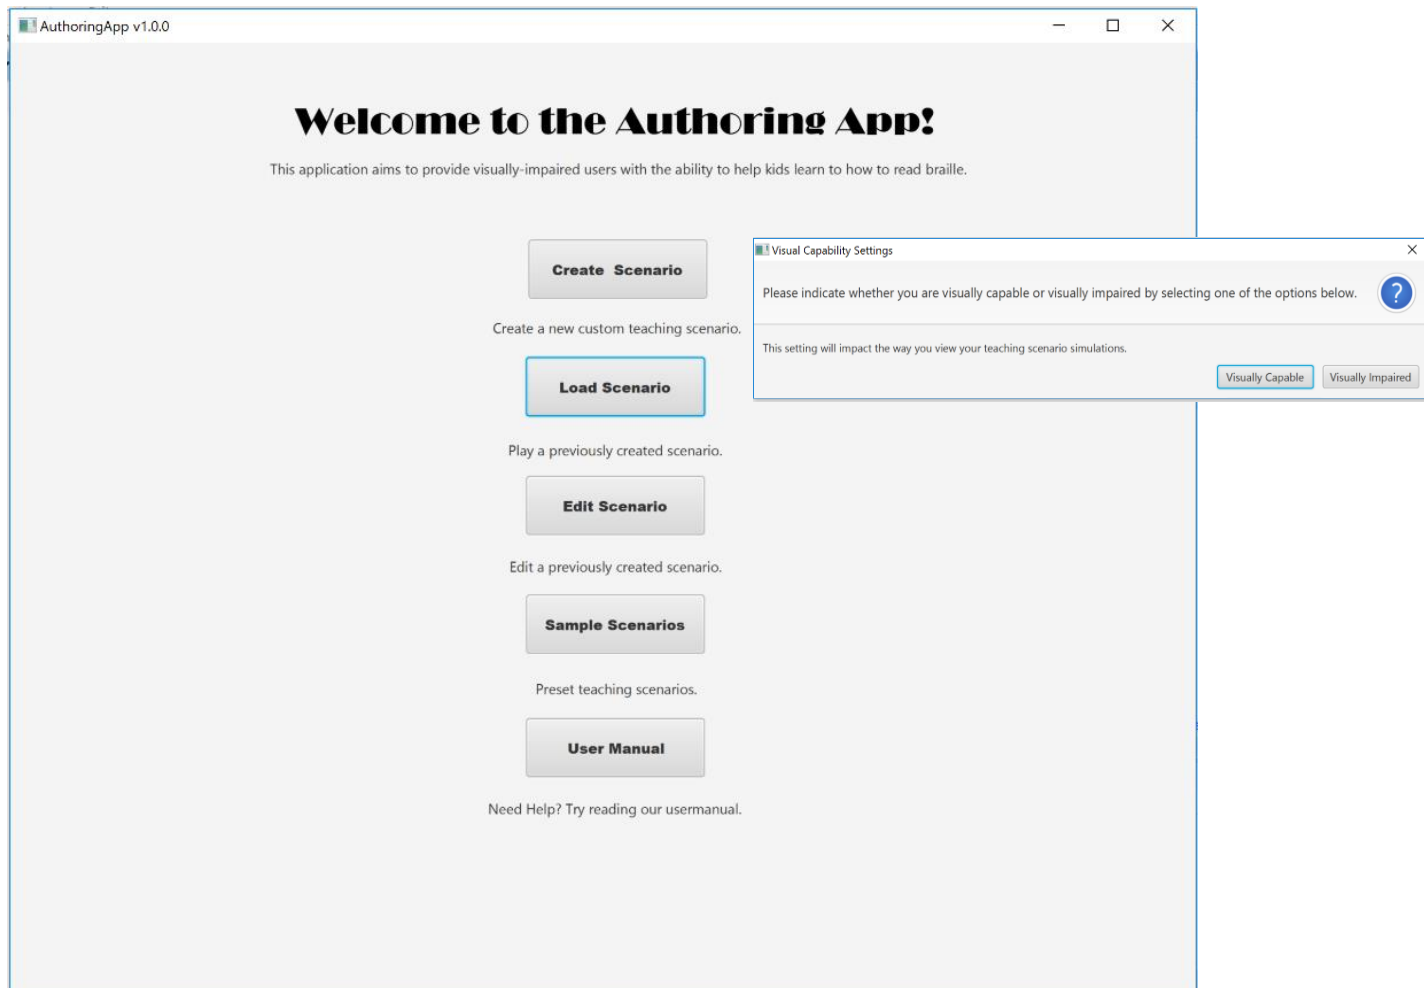 AuthoringApp v1.0.0
Welcome to the Authoring App!
This application aims to provide visually-impaired users with the ability to help kids learn to how to read braille.
Create Scenario
Create a new custom teaching scenario.
Load Scenario
Play a previously created scenario.
Edit Scenario
Edit a previously created scenario.
Sample Scenarios
Preset teaching scenarios.
User Manual
Need Help? Try reading our usermanual.
Visual Capability Settings
Please indicate whether you are visually capable or visually impaired by selecting one of the options below.
?
This setting will impact the way you view your teaching scenario simulations.
Visually Capable Visually Impaired